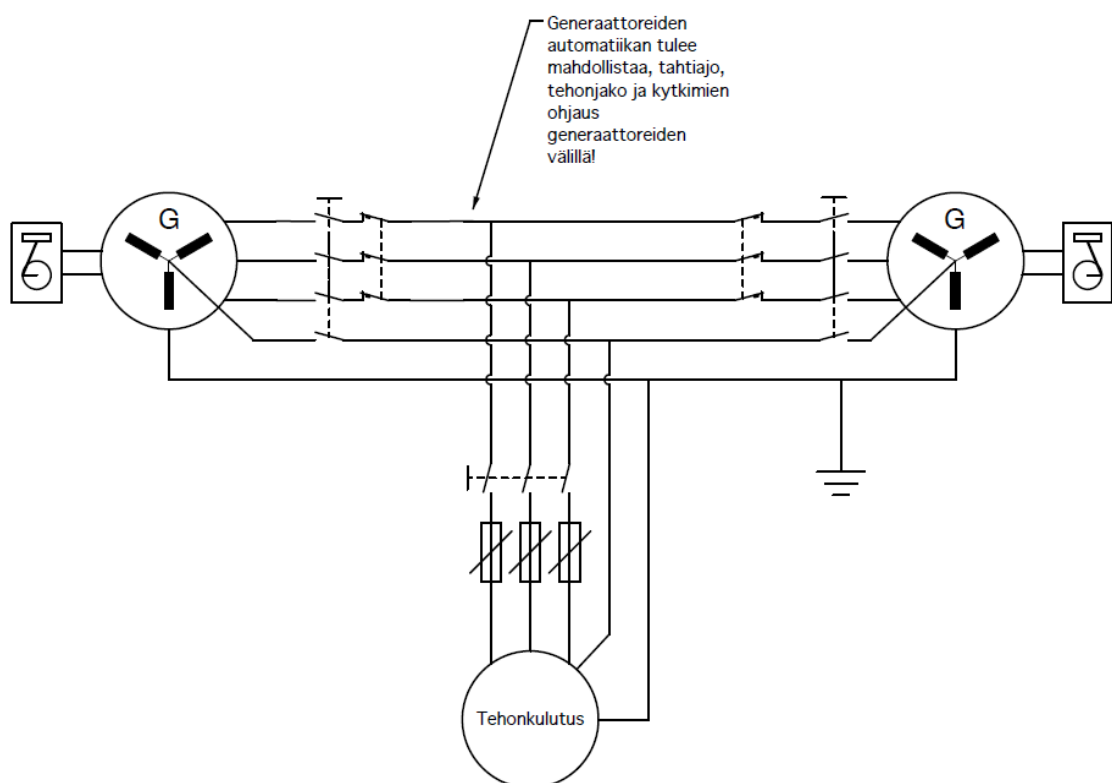 Generaattoreiden
automatiikan tulee
mahdollistaa, tahtiajo,
tehonjako ja kytkimien
ohjaus
generaattoreiden
välillä!
G
G
Tehonkulutus